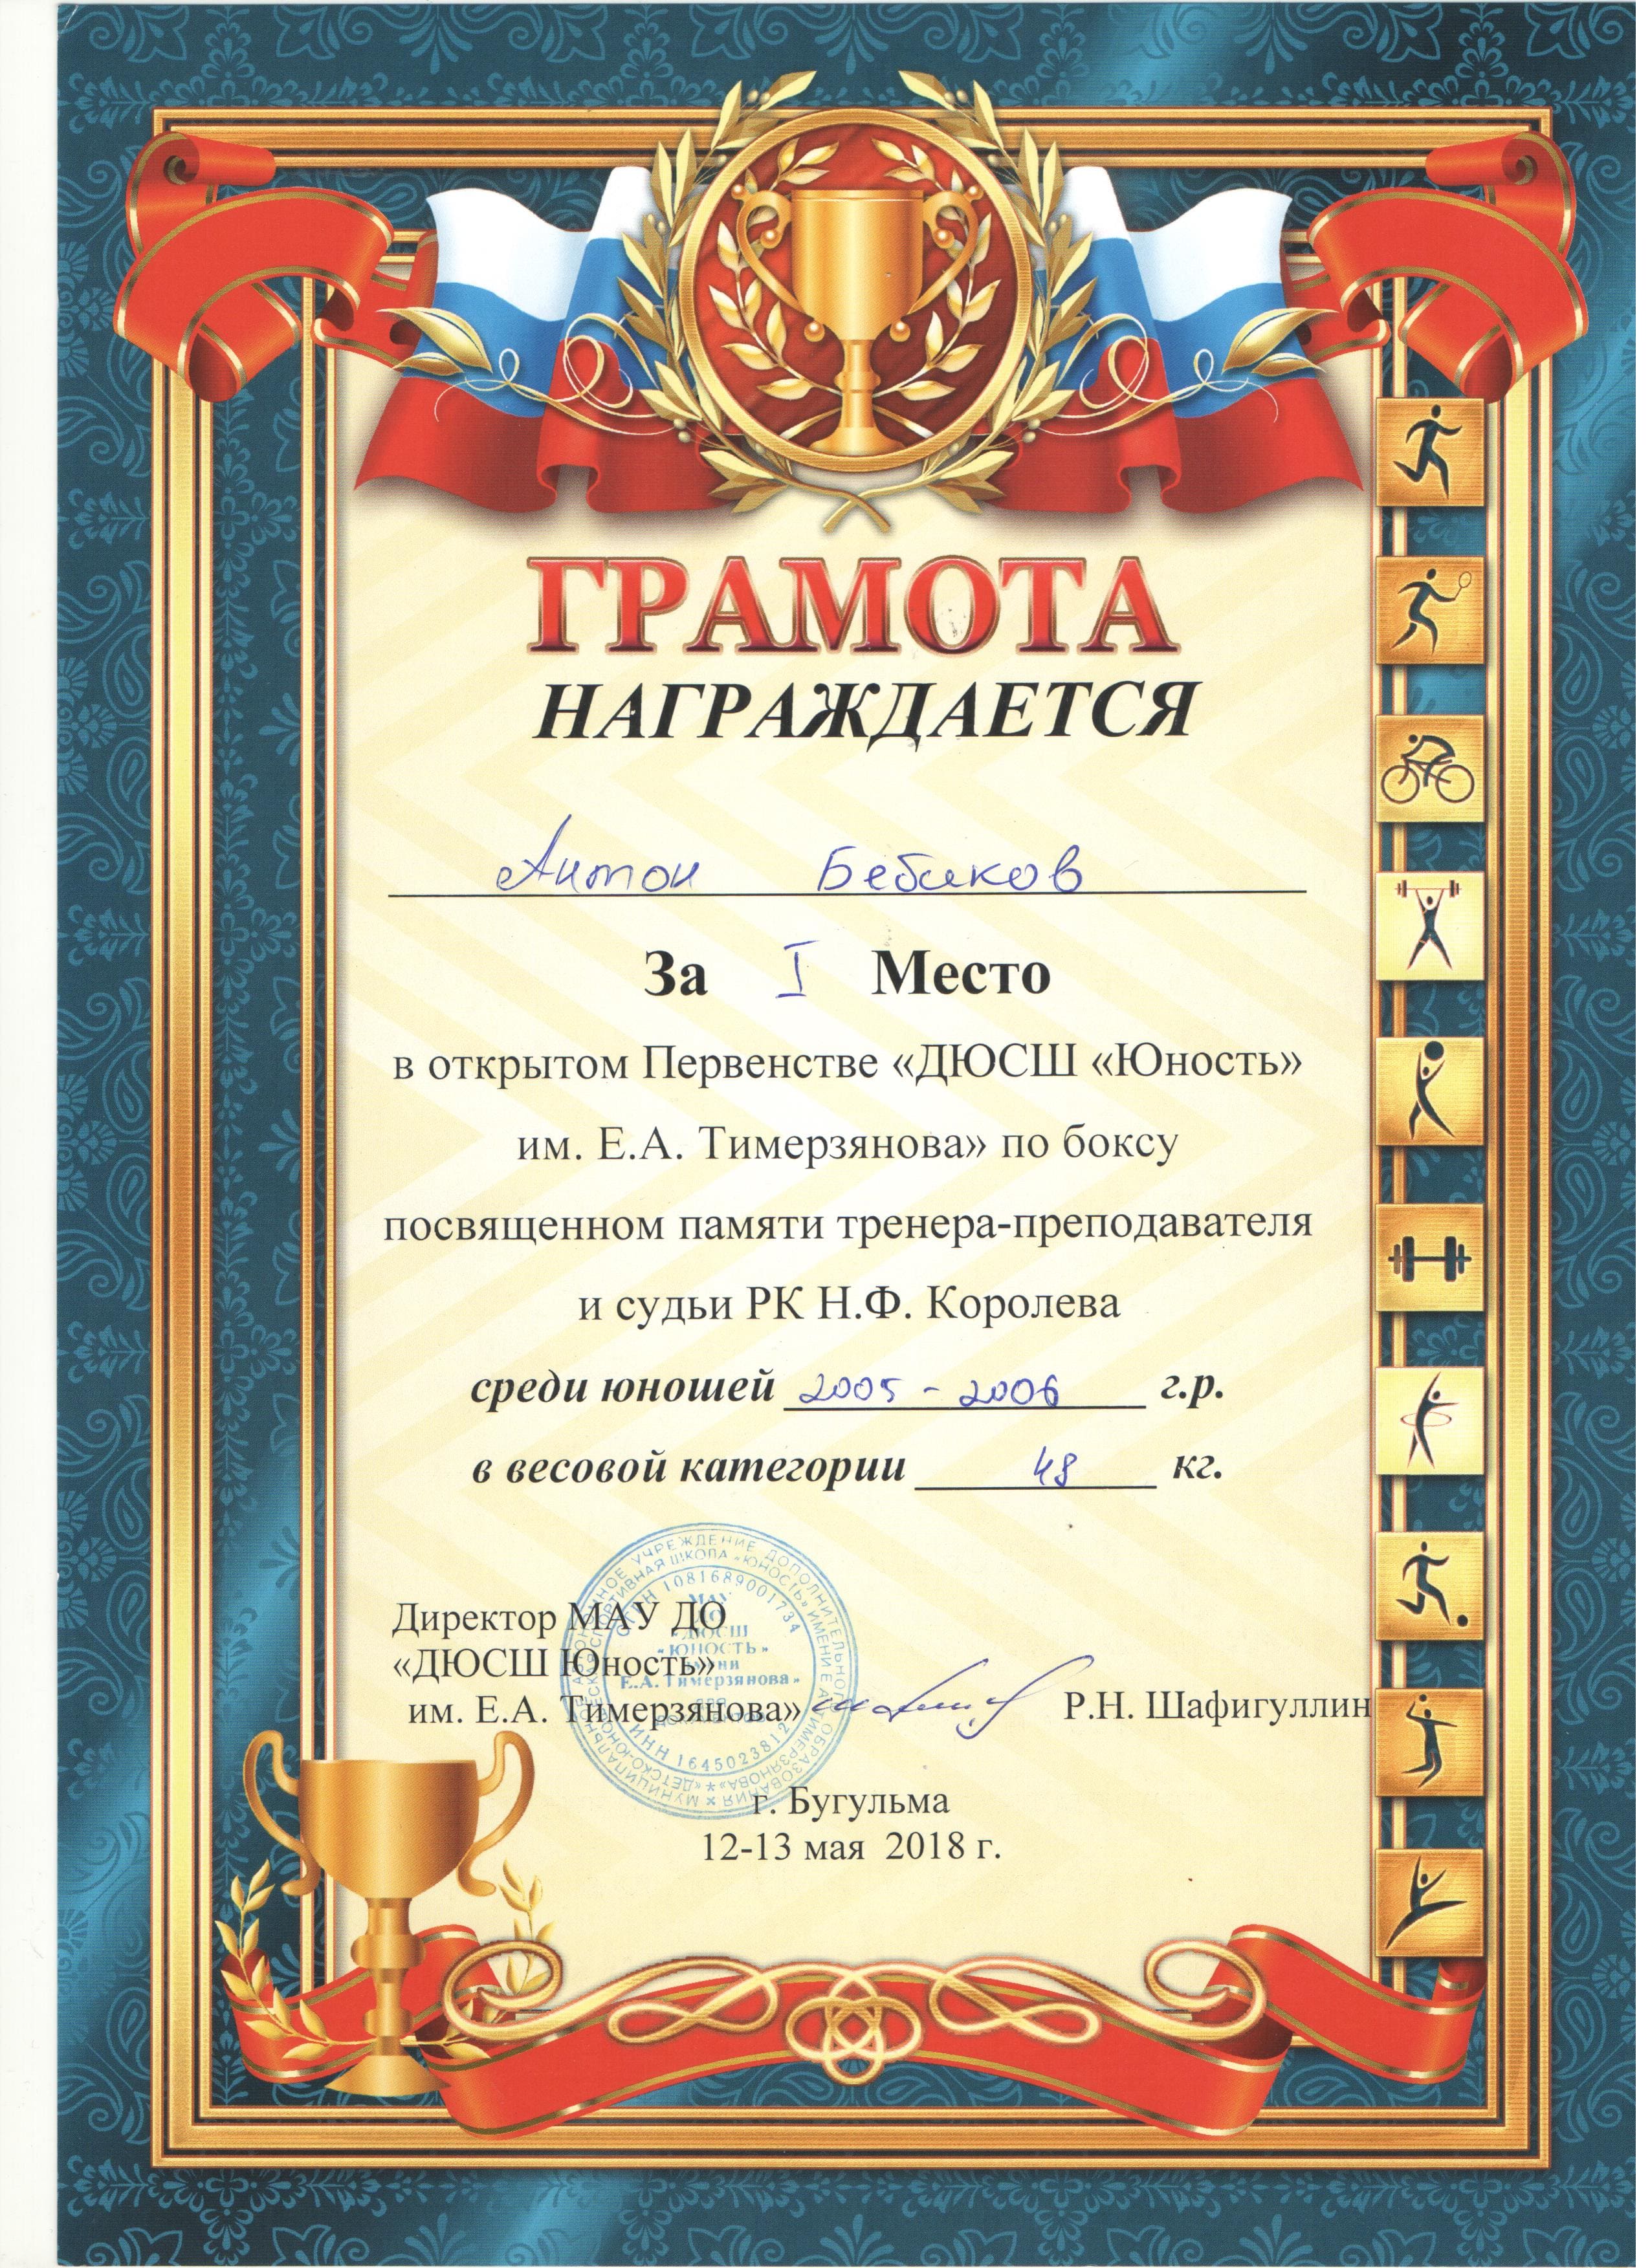 ГРАМОТА
НАГРАЖДАЕТСЯ
Антон Бебиков
За I Место
в открытом Первенстве «ДЮСШ «Юность»
им. Е.А. Тимерзянова» по боксу
посвященном памяти тренера-преподавателя
и судьи РК Н.Ф. Королева
среди юношей 2005 - 2006 г.р.
в весовой категории 48 кг.
Директор МАУ ДО
«ДЮСШ Юность»
им. Е.А. Тимерзянова» Р.Н. Шафигуллин
МУНИЦИПАЛЬНОЕ АВТОНОМНОЕ УЧРЕЖДЕНИЕ ДОПОЛНИТЕЛЬНОГО ОБРАЗОВАНИЯ
«ДЕТСКО-ЮНОШЕСКАЯ СПОРТИВНАЯ ШКОЛА «ЮНОСТЬ» ИМЕНИ Е.А. ТИМЕРЗЯНОВА»
ОГРН 1081689001734
МАУ
ДО
«ДЮСШ
«ЮНОСТЬ»
имени
Е.А. Тимерзянова»
ИНН 1645023812
г. Бугульма
12-13 мая 2018 г.